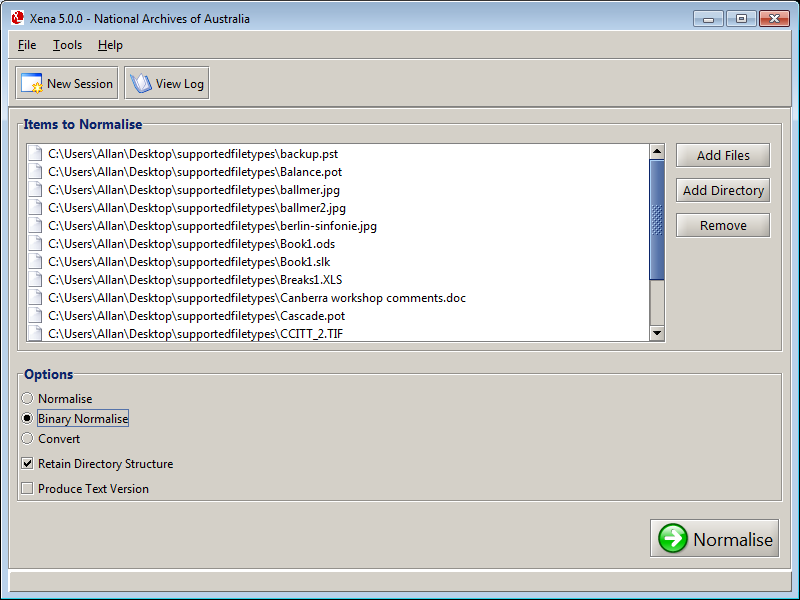 Xena 5.0.0 - National Archives of Australia
File Tools Help
New Session View Log
Items to Normalise
C:\Users\Allan\Desktop\supportedfiletypes\backup.pst
C:\Users\Allan\Desktop\supportedfiletypes\Balance.pot
C:\Users\Allan\Desktop\supportedfiletypes\ballmer.jpg
C:\Users\Allan\Desktop\supportedfiletypes\ballmer2.jpg
C:\Users\Allan\Desktop\supportedfiletypes\berlin-sinfonie.jpg
C:\Users\Allan\Desktop\supportedfiletypes\Book1.ods
C:\Users\Allan\Desktop\supportedfiletypes\Book1.slk
C:\Users\Allan\Desktop\supportedfiletypes\Breaks1.XLS
C:\Users\Allan\Desktop\supportedfiletypes\Canberra workshop comments.doc
C:\Users\Allan\Desktop\supportedfiletypes\Cascade.pot
C:\Users\Allan\Desktop\supportedfiletypes\CCITT_2.TIF
Add Files
Add Directory
Remove
Options
Normalise
Binary Normalise
Convert
Retain Directory Structure
Produce Text Version
Normalise